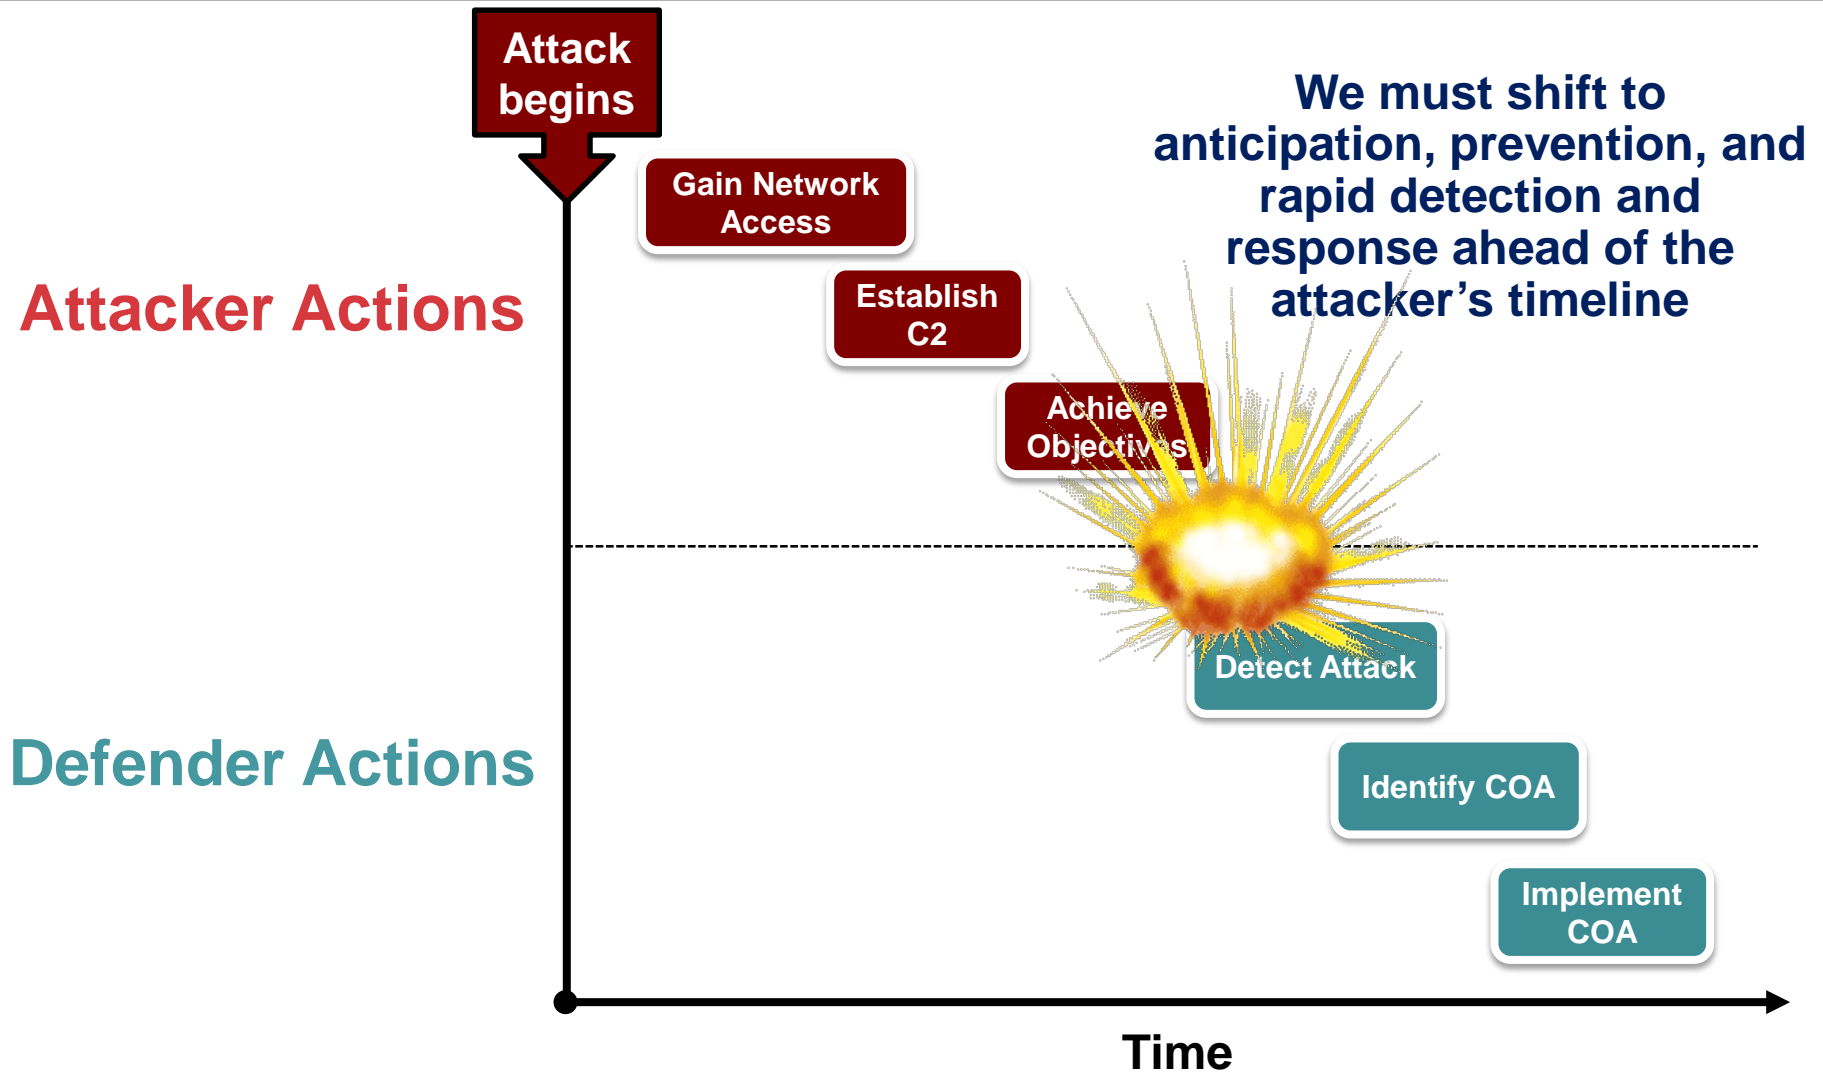 Attack
begins
We must shift to
anticipation, prevention, and
rapid detection and
response ahead of the
attacker’s timeline
Gain Network
Access
Attacker Actions
Establish
C2
Achieve
Objectives
Detect Attack
Defender Actions
Identify COA
Implement
COA
Time